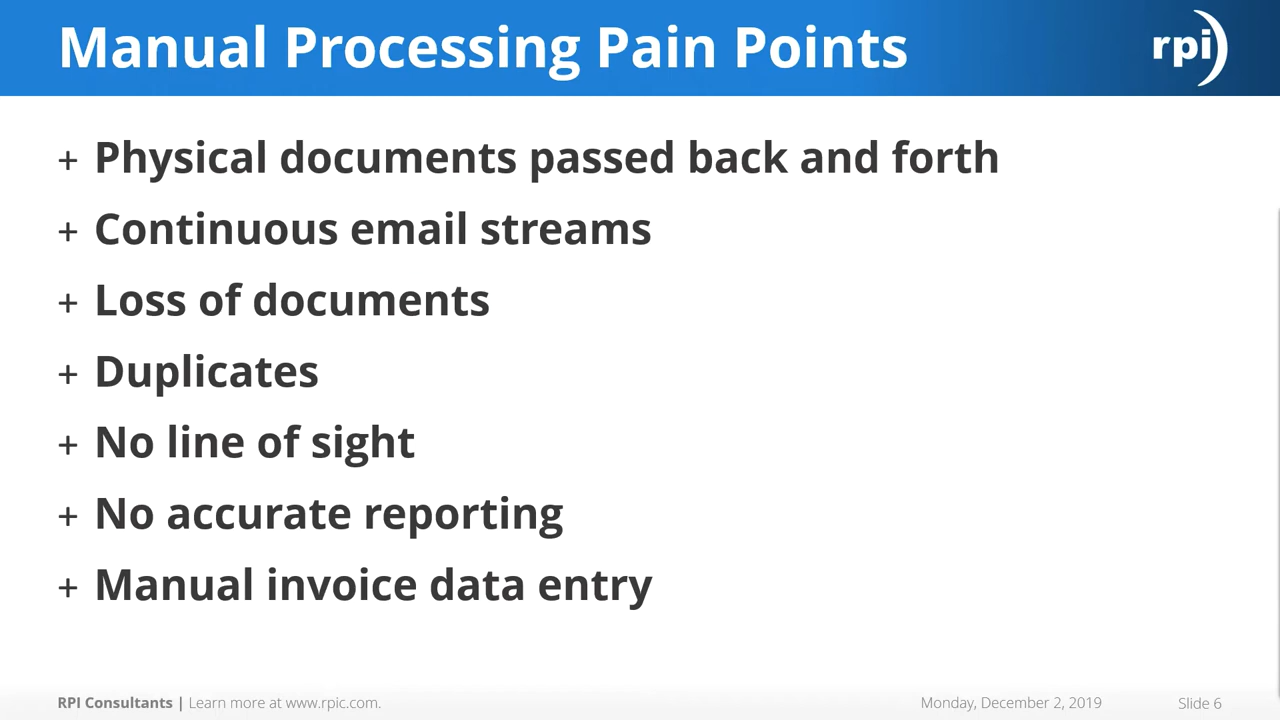 Manual Processing Pain Points
rpi
+ Physical documents passed back and forth
+ Continuous email streams
+ Loss of documents
+ Duplicates
+ No line of sight
+ No accurate reporting
+ Manual invoice data entry
RPI Consultants | Learn more at www.rpic.com.
Monday, December 2, 2019
Slide 6